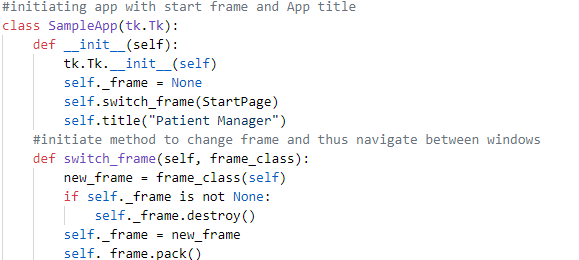 #initiating app with start frame and App title
class SampleApp(tk.Tk):
    def __init__(self):
        tk.Tk.__init__(self)
        self._frame = None
        self.switch_frame(StartPage)
        self.title("Patient Manager")
    #initiate method to change frame and thus navigate between windows
    def switch_frame(self, frame_class):
        new_frame = frame_class(self)
        if self._frame is not None:
            self._frame.destroy()
        self._frame = new_frame
        self._frame.pack()